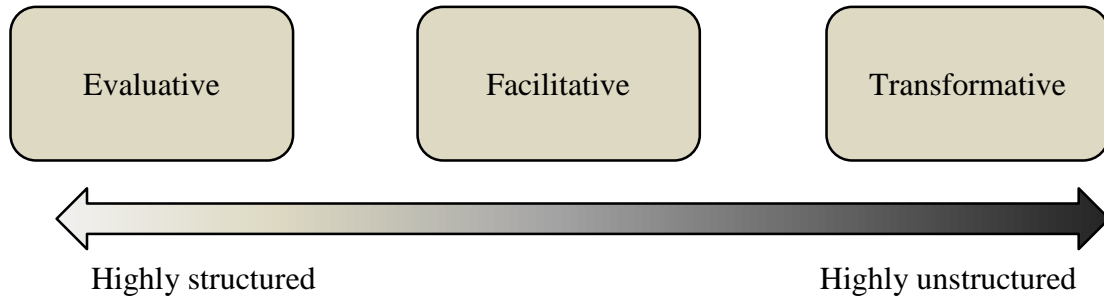 Evaluative
Facilitative
Transformative
Highly structured
Highly unstructured